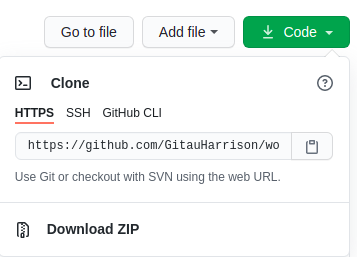 Go to file Add file Code
Clone
HTTPS SSH GitHub CLI
https://github.com/GitauHarrison/wo
Use Git or checkout with SVN using the web URL.
Download ZIP